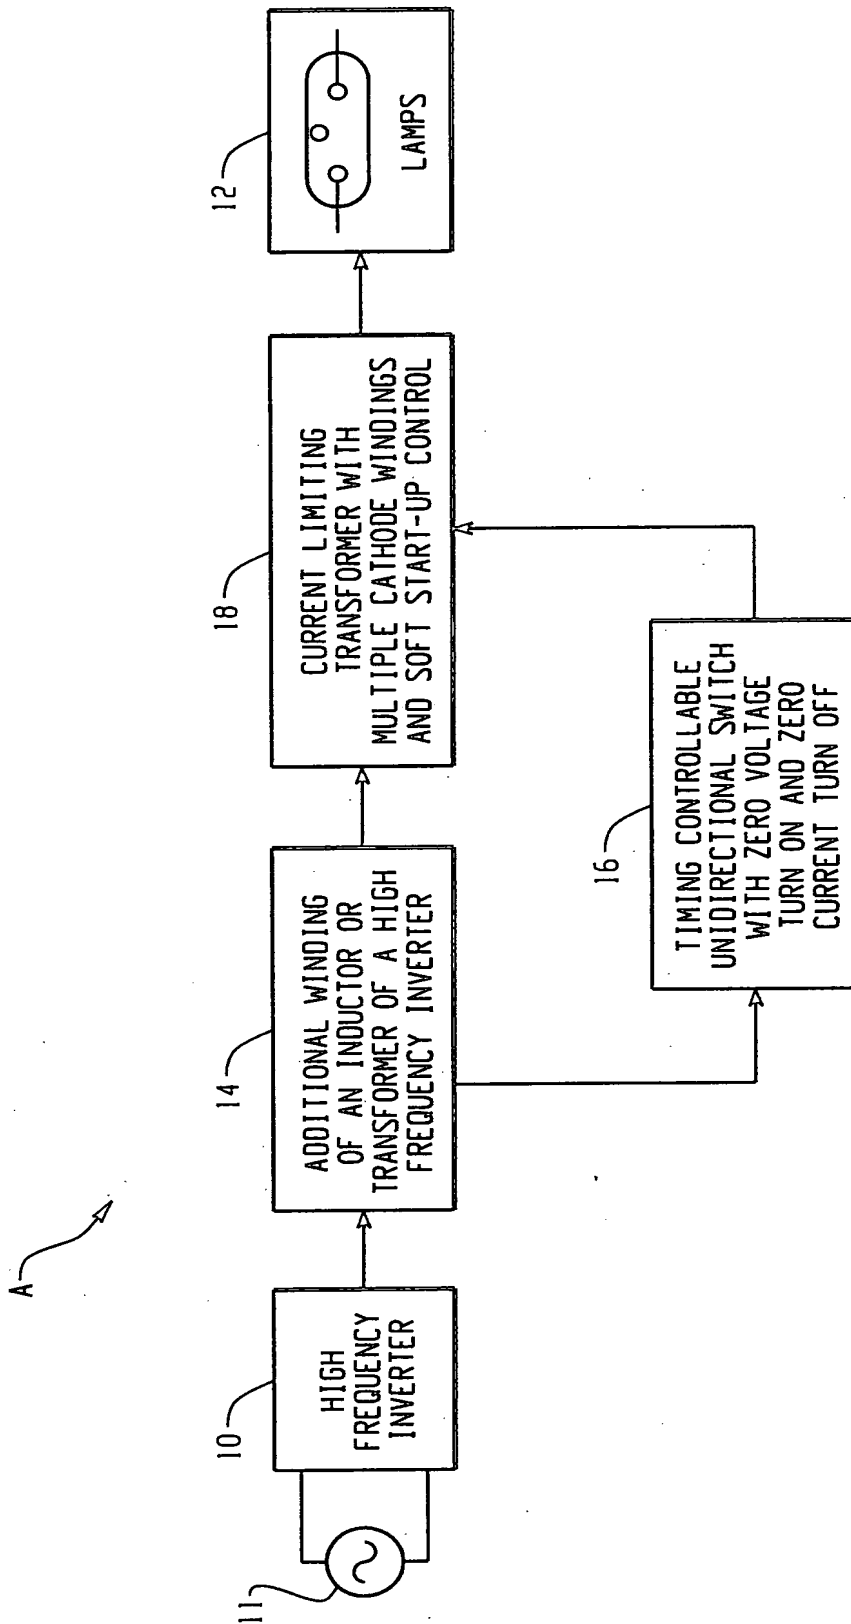 A
11
10
HIGH
FREQUENCY
INVERTER
14
ADDITIONAL WINDING
OF AN INDUCTOR OR
TRANSFORMER OF A HIGH
FREQUENCY INVERTER
18
CURRENT LIMITING
TRANSFORMER WITH
MULTIPLE CATHODE WINDINGS
AND SOFT START-UP CONTROL
12
LAMPS
16
TIMING CONTROLLABLE
UNIDIRECTIONAL SWITCH
WITH ZERO VOLTAGE
TURN ON AND ZERO
CURRENT TURN OFF